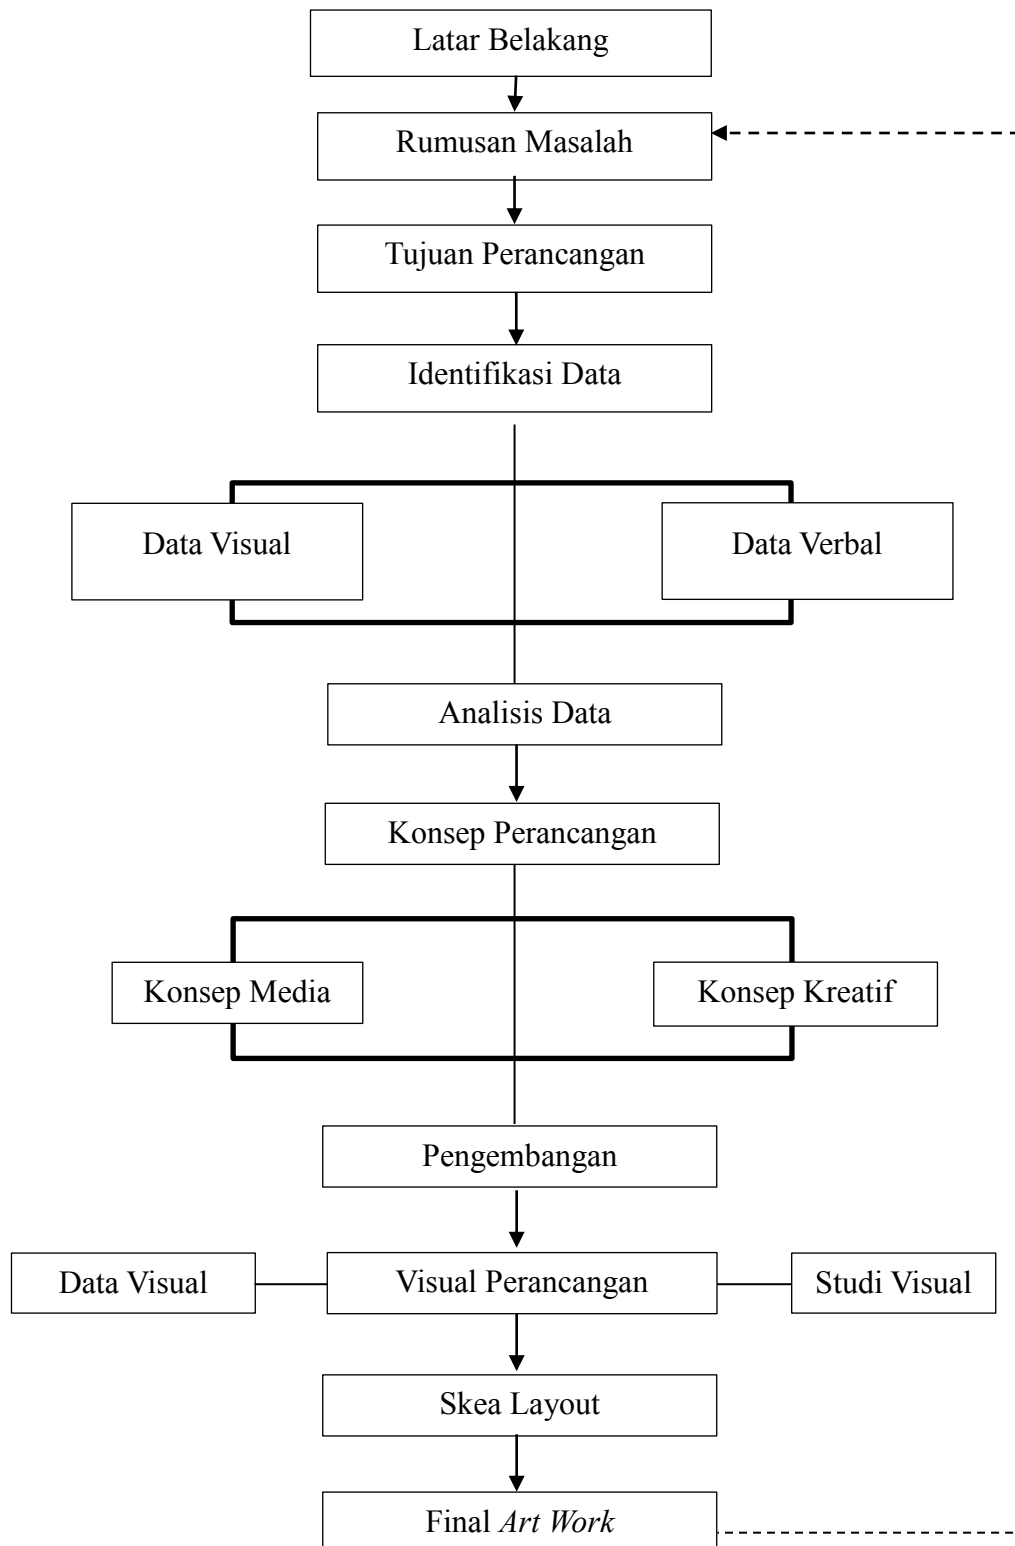 Latar Belakang
Rumusan Masalah
Tujuan Perancangan
Identifikasi Data
Data Visual
Data Verbal
Analisis Data
Konsep Perancangan
Konsep Media
Konsep Kreatif
Pengembangan
Data Visual
Visual Perancangan
Studi Visual
Skea Layout
Final Art Work